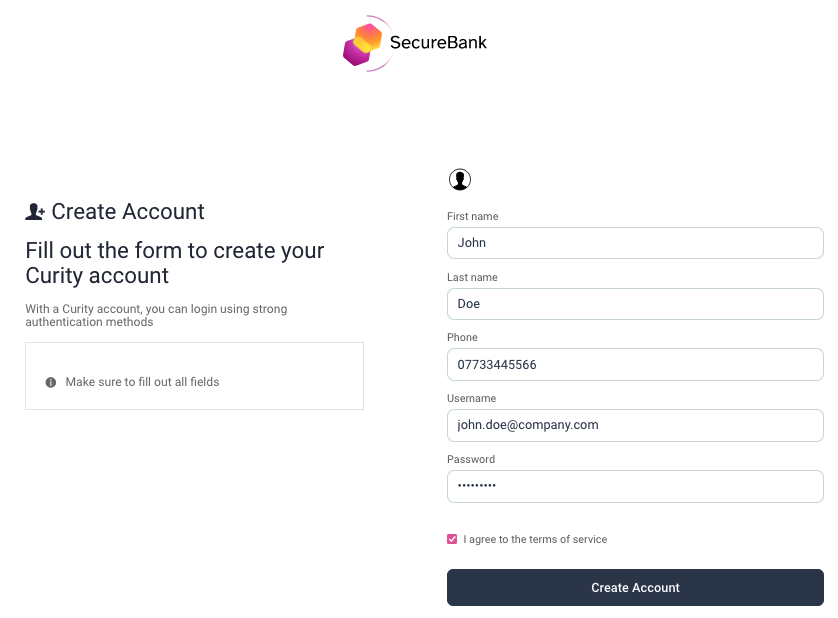 SecureBank
Create Account
Fill out the form to create your
Curity account
With a Curity account, you can login using strong
authentication methods
Make sure to fill out all fields
First name
John
Last name
Doe
Phone
07733445566
Username
john.doe@company.com
Password
•••••••••
I agree to the terms of service
Create Account